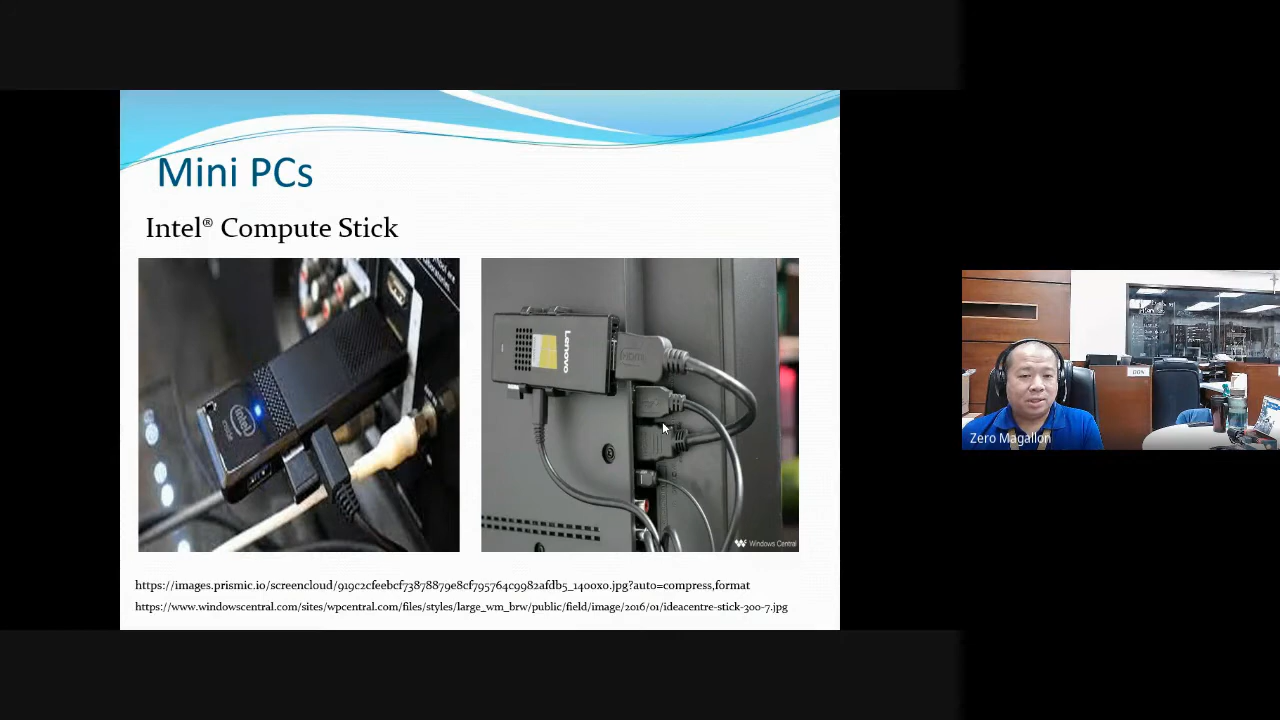 Mini PCs
Intel® Compute Stick
intel
Lenovo
HDMI
Windows Central
https://images.prismic.io/screencloud/919c2cfeebcf73878879e8cf795764c9982afdb5_1400x0.jpg?auto=compress,format
https://www.windowscentral.com/sites/wpcentral.com/files/styles/large_wm_brw/public/field/image/2016/01/ideacentre-stick-300-7.jpg
Zero Magallon